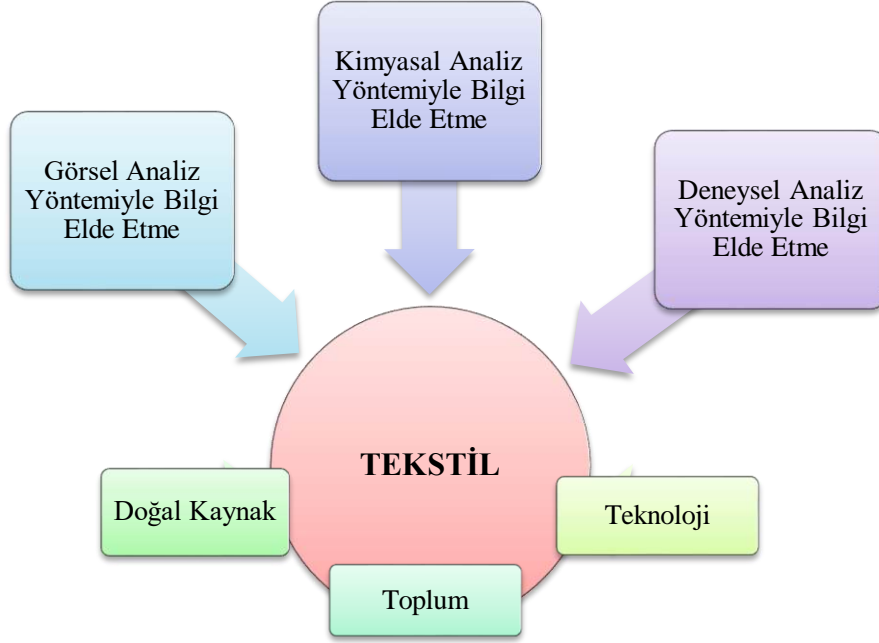 Kimyasal Analiz
Yöntemiyle Bilgi
Elde Etme
Görsel Analiz
Yöntemiyle Bilgi
Elde Etme
Deneysel Analiz
Yöntemiyle Bilgi
Elde Etme
TEKSTİL
Doğal Kaynak
Teknoloji
Toplum